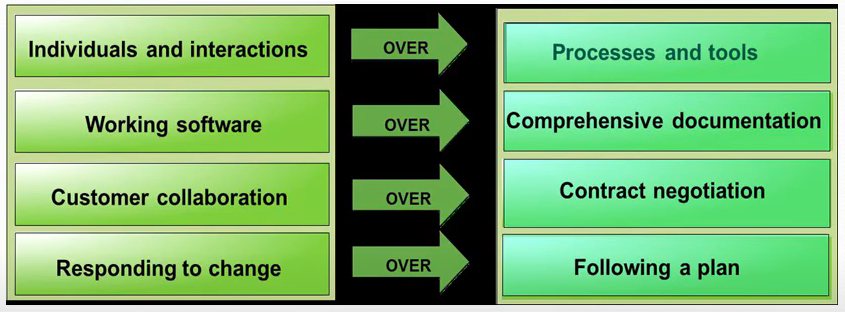 Individuals and interactions OVER Processes and tools
Working software OVER Comprehensive documentation
Customer collaboration OVER Contract negotiation
Responding to change OVER Following a plan